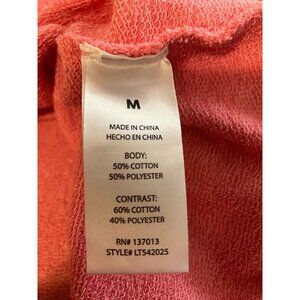 M
MADE IN CHINA
HECHO EN CHINA
BODY:
50% COTTON
50% POLYESTER
CONTRAST:
60% COTTON
40% POLYESTER
RN# 137013
STYLE# LT542025